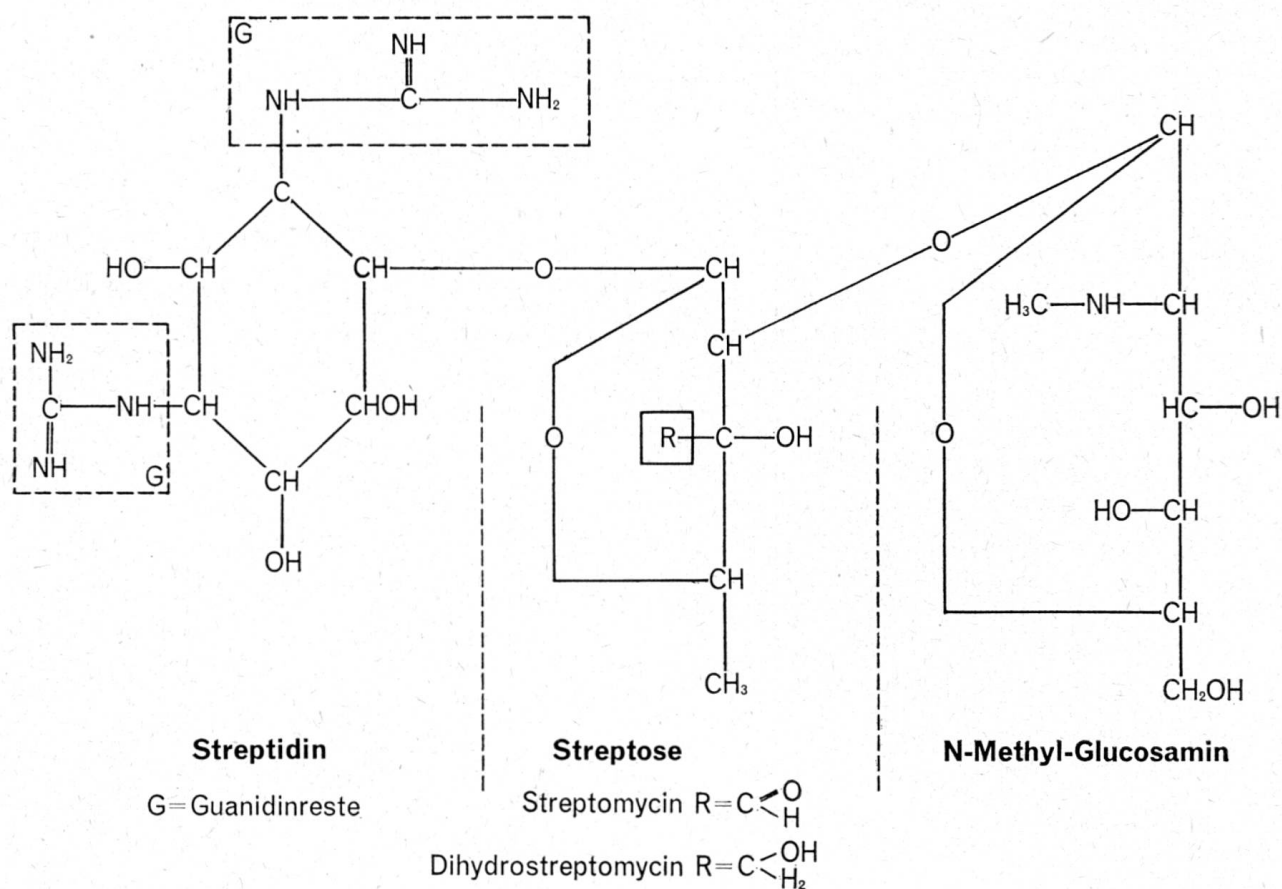 G
NH
NH C NH₂
CH
C
O
H₃C NH CH
HO CH CH O CH
CH
NH₂
HC OH
C NH CH CHOH
R C OH
O O
NH G
CH
HO CH
OH
CH CH
CH₃
CH₂OH
Streptidin Streptose N-Methyl-Glucosamin
G=Guanidinreste
Streptomycin R=C O
H
Dihydrostreptomycin R=C OH
H₂